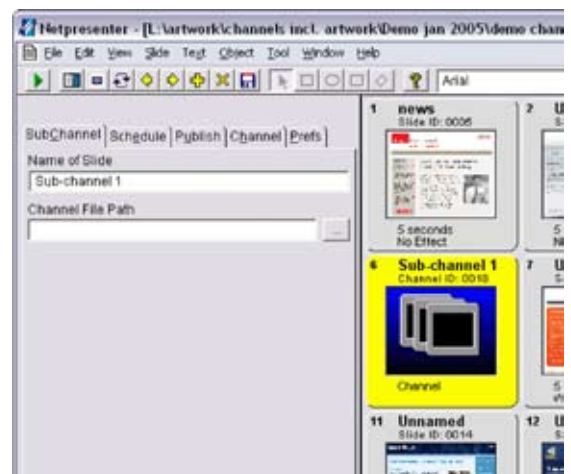 Netpresenter - [L:\artwork\channels incl. artwork\Demo jan 2005\demo chan
File Edit View Slide Text Object Tool Window Help
Arial
SubChannel Schedule Publish Channel Prefs
Name of Slide
Sub-channel 1
Channel File Path
...
1 news
Slide ID: 0006
5 seconds
No Effect
2 U
S
5
6 Sub-channel 1
Channel ID: 0018
Channel
7 U
S
5
11 Unnamed
Slide ID: 0014
12 U
S